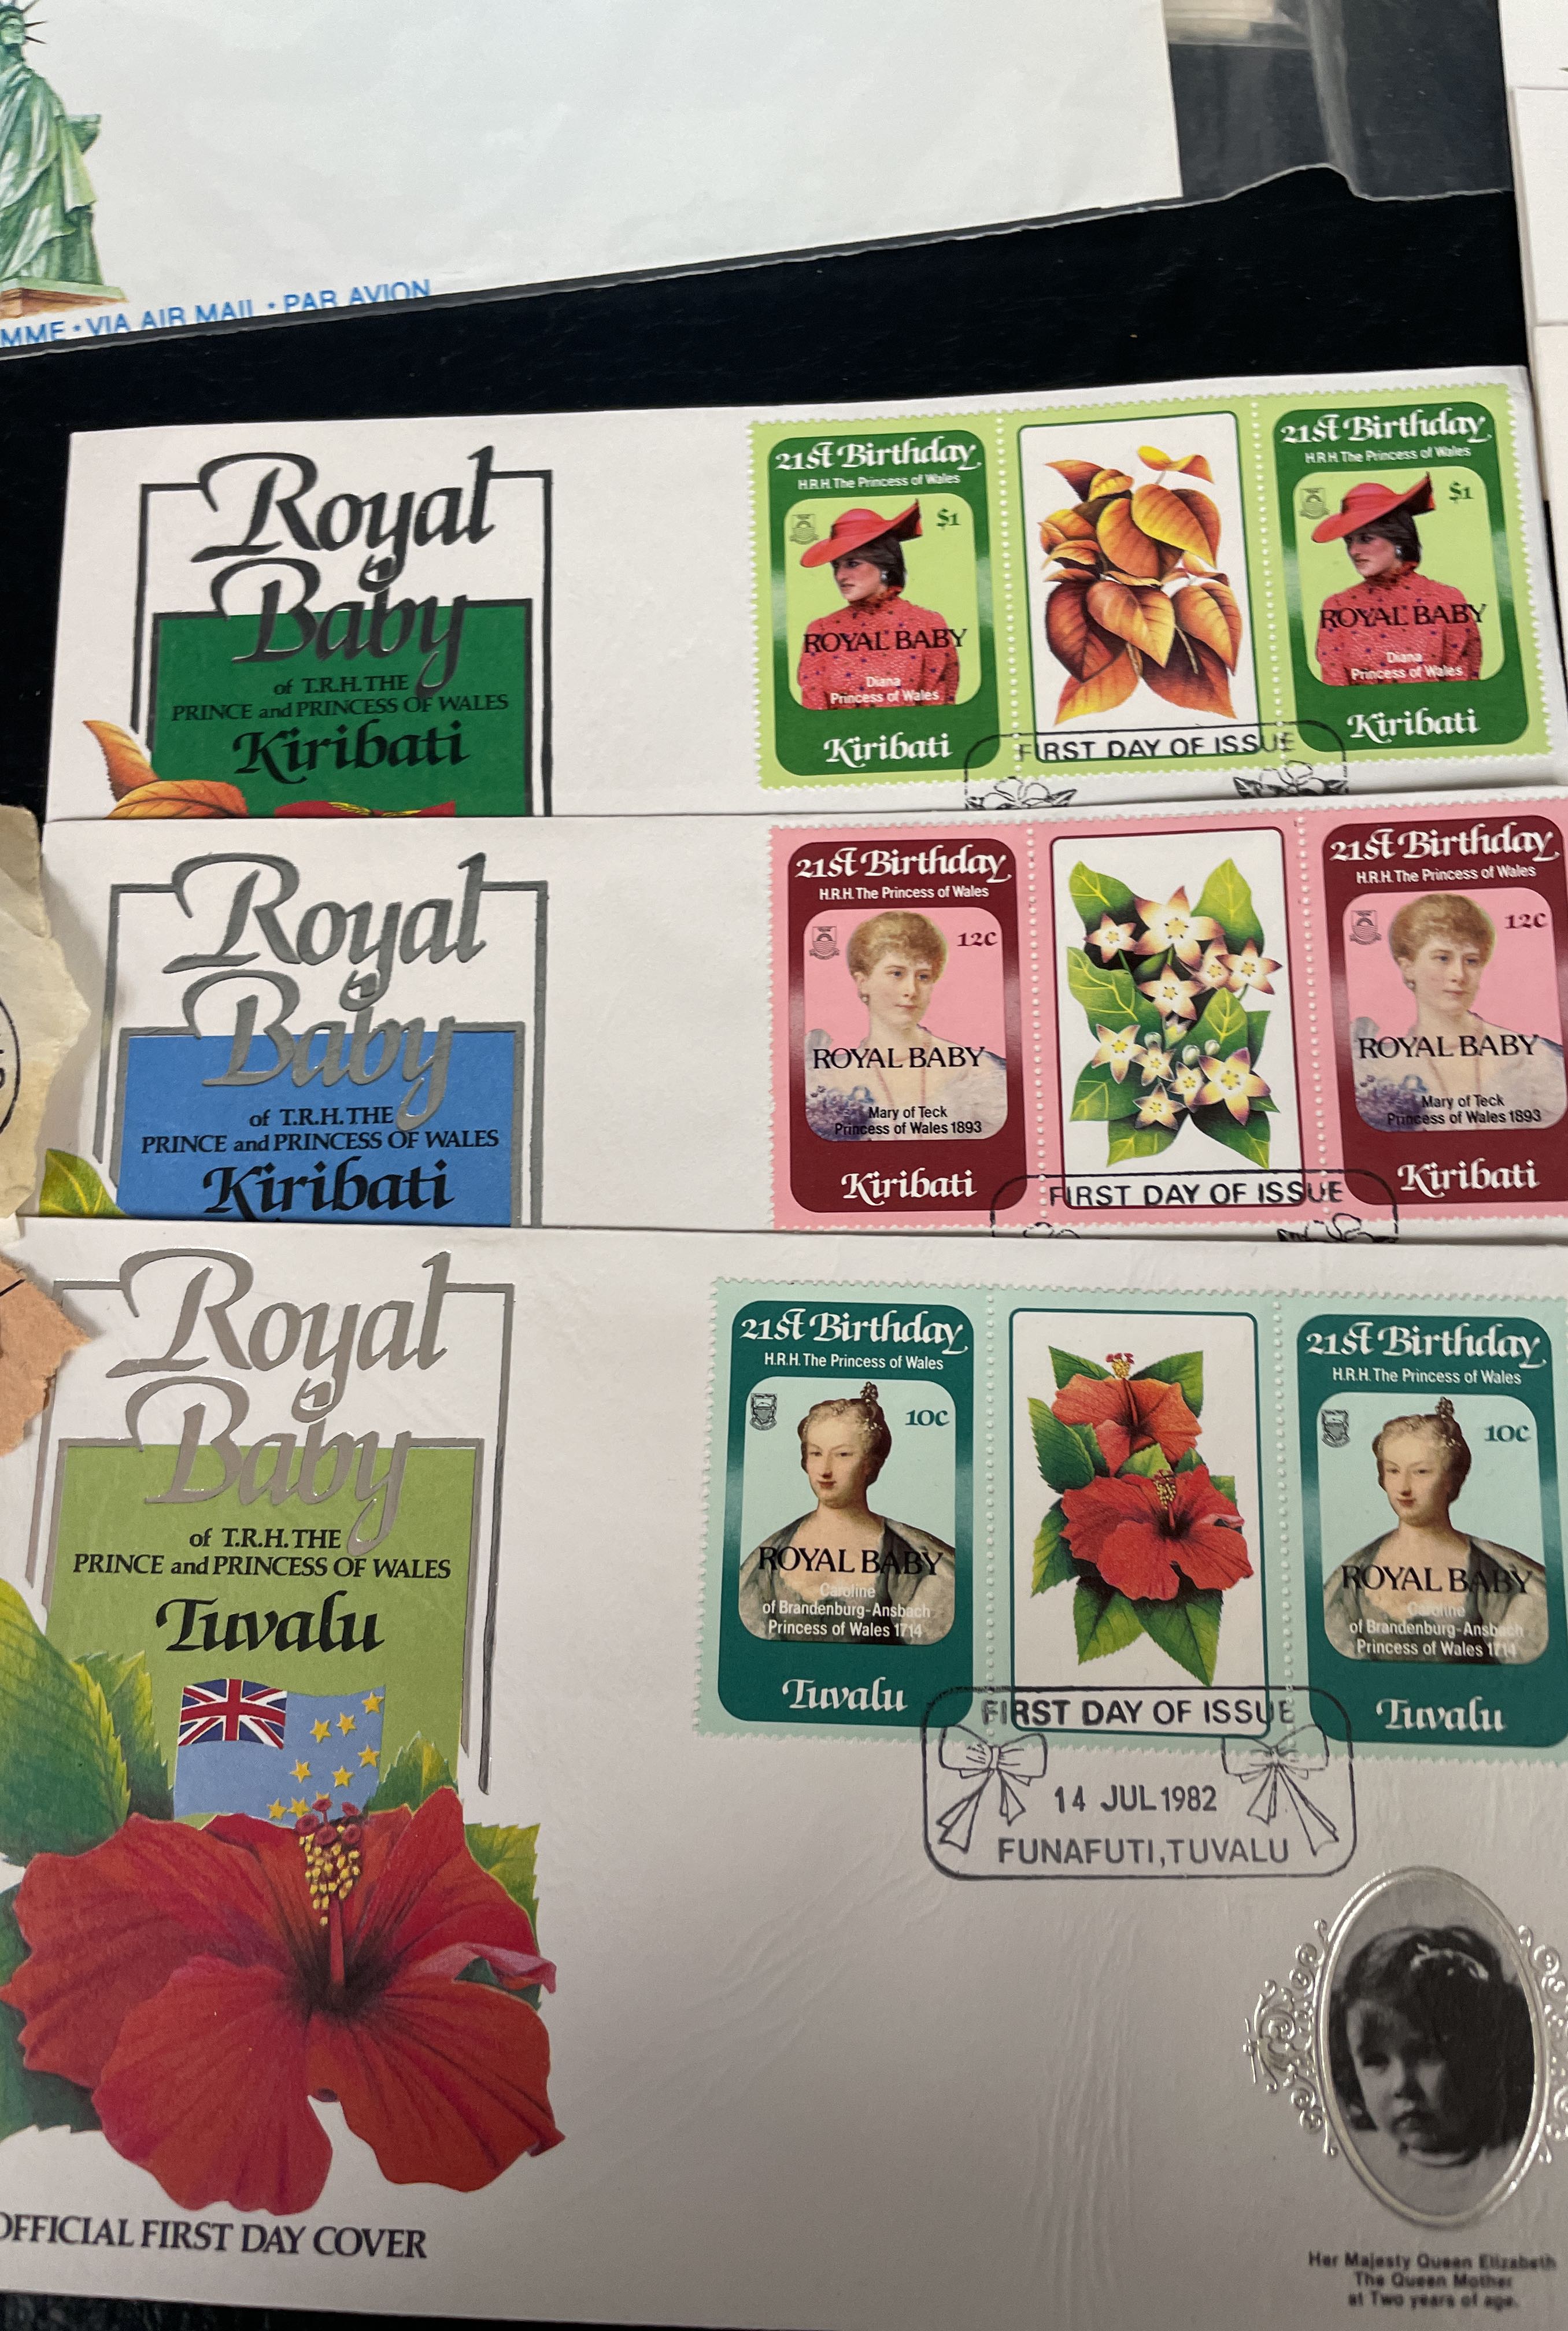 MME • VIA AIR MAIL • PAR AVION
Royal
Baby
of T.R.H. THE
PRINCE and PRINCESS OF WALES
Kiribati
21st Birthday
H.R.H. The Princess of Wales
$1
ROYAL BABY
Diana
Princess of Wales
Kiribati
21st Birthday
H.R.H. The Princess of Wales
$1
ROYAL BABY
Diana
Princess of Wales
Kiribati
FIRST DAY OF ISSUE
Royal
Baby
of T.R.H. THE
PRINCE and PRINCESS OF WALES
Kiribati
21st Birthday
H.R.H. The Princess of Wales
12c
ROYAL BABY
Mary of Teck
Princess of Wales 1893
Kiribati
21st Birthday
H.R.H. The Princess of Wales
12c
ROYAL BABY
Mary of Teck
Princess of Wales 1893
Kiribati
FIRST DAY OF ISSUE
Royal
Baby
of T.R.H. THE
PRINCE and PRINCESS OF WALES
Tuvalu
21st Birthday
H.R.H. The Princess of Wales
10c
ROYAL BABY
Caroline
of Brandenburg-Ansbach
Princess of Wales 1714
Tuvalu
21st Birthday
H.R.H. The Princess of Wales
10c
ROYAL BABY
Caroline
of Brandenburg-Ansbach
Princess of Wales 1714
Tuvalu
FIRST DAY OF ISSUE
14 JUL 1982
FUNAFUTI, TUVALU
OFFICIAL FIRST DAY COVER
Her Majesty Queen Elizabeth
The Queen Mother
at Two years of age.